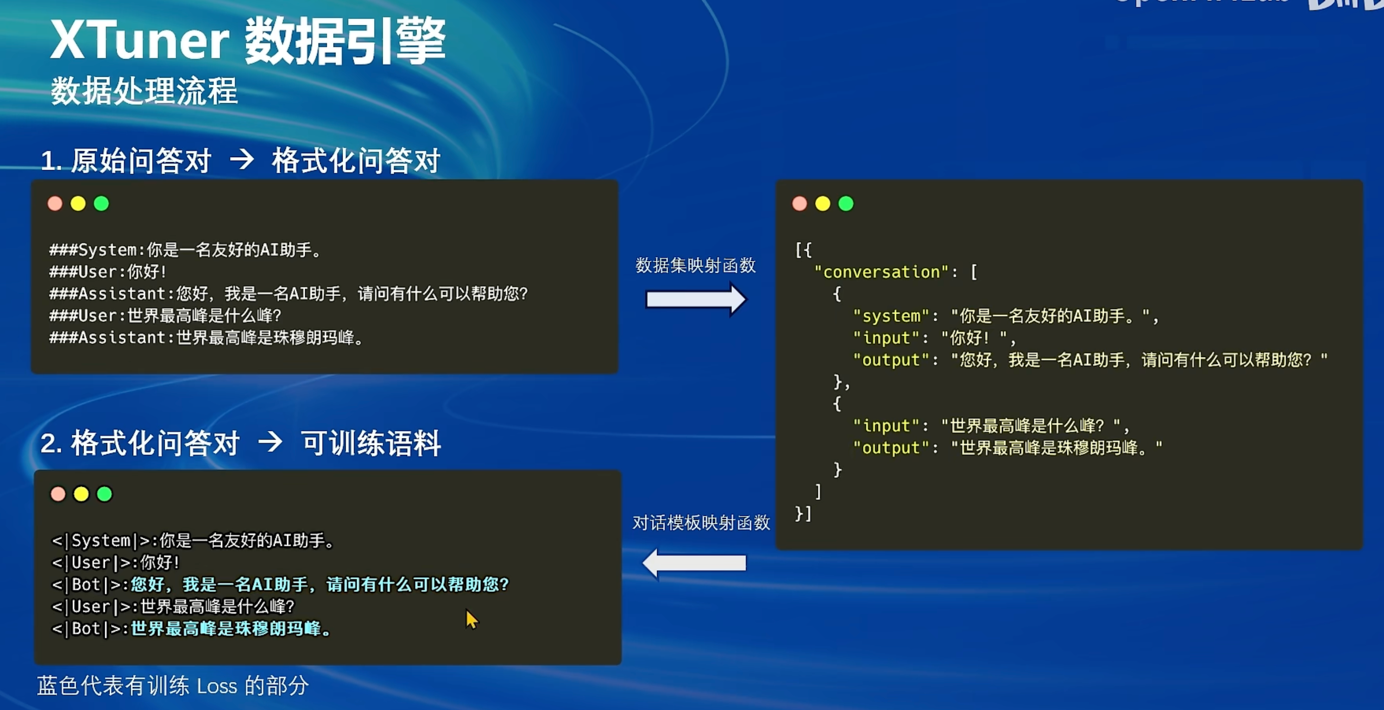 XTuner 数据引擎
数据处理流程
1. 原始问答对 → 格式化问答对
###System:你是一名友好的AI助手。
###User:你好!
###Assistant:您好，我是一名AI助手，请问有什么可以帮助您?
###User:世界最高峰是什么峰?
###Assistant:世界最高峰是珠穆朗玛峰。
数据集映射函数
[{
"conversation": [
{
"system": "你是一名友好的AI助手。",
"input": "你好! ",
"output": "您好，我是一名AI助手，请问有什么可以帮助您? "
},
{
"input": "世界最高峰是什么峰? ",
"output": "世界最高峰是珠穆朗玛峰。"
}
]
}]
2. 格式化问答对 → 可训练语料
对话模板映射函数
<|System|>:你是一名友好的AI助手。
<|User|>:你好!
<|Bot|>:您好，我是一名AI助手，请问有什么可以帮助您?
<|User|>:世界最高峰是什么峰?
<|Bot|>:世界最高峰是珠穆朗玛峰。
蓝色代表有训练 Loss 的部分